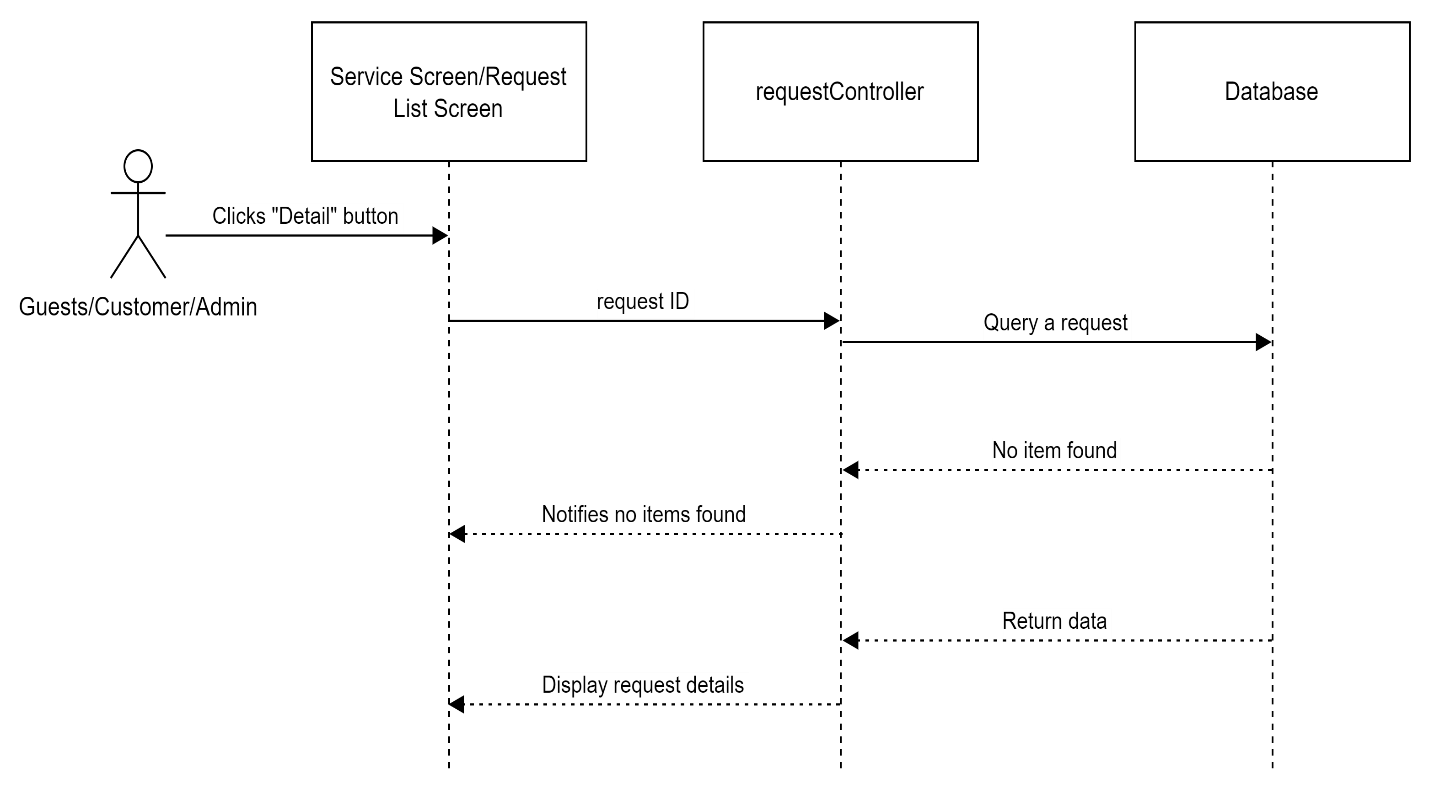 Service Screen/Request
List Screen
requestController
Database
Clicks "Detail" button
Guests/Customer/Admin
request ID
Query a request
No item found
Notifies no items found
Return data
Display request details